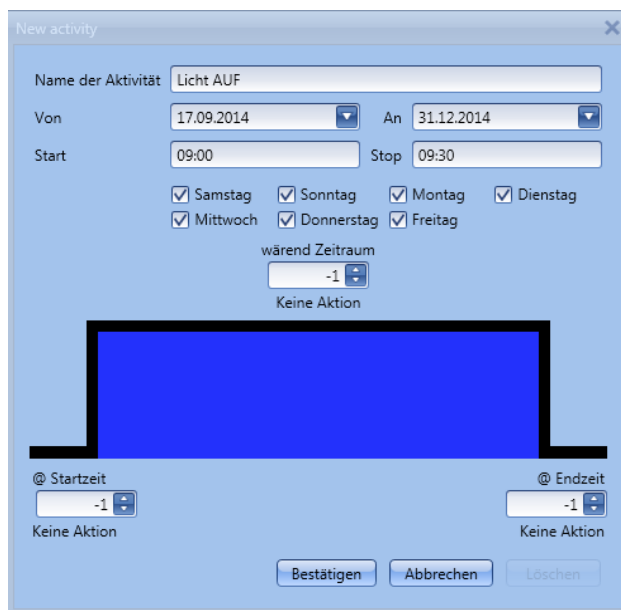 New activity
Name der Aktivität Licht AUF
Von 17.09.2014 An 31.12.2014
Start 09:00 Stop 09:30
Samstag Sonntag Montag Dienstag
Mittwoch Donnerstag Freitag
wärend Zeitraum
-1
Keine Aktion
@ Startzeit @ Endzeit
-1 -1
Keine Aktion Keine Aktion
Bestätigen Abbrechen Löschen